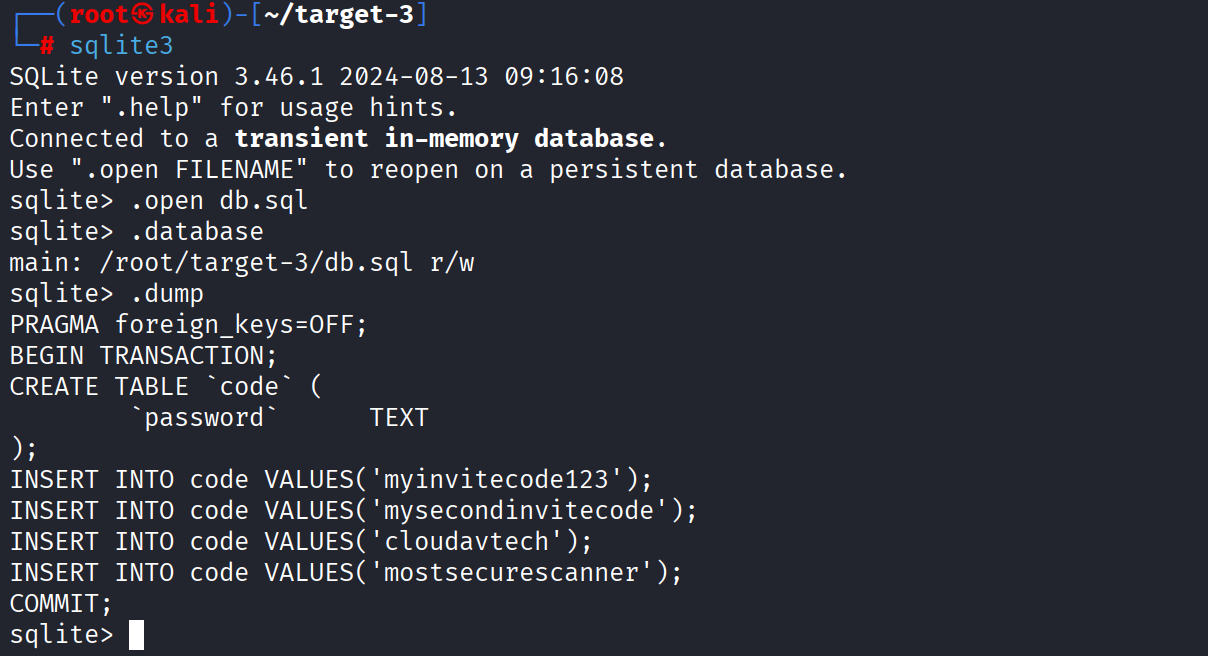 ┌──(root㉿kali)-[~/target-3]
└─# sqlite3
SQLite version 3.46.1 2024-08-13 09:16:08
Enter ".help" for usage hints.
Connected to a transient in-memory database.
Use ".open FILENAME" to reopen on a persistent database.
sqlite> .open db.sql
sqlite> .database
main: /root/target-3/db.sql r/w
sqlite> .dump
PRAGMA foreign_keys=OFF;
BEGIN TRANSACTION;
CREATE TABLE `code` (
        `password`      TEXT
);
INSERT INTO code VALUES('myinvitecode123');
INSERT INTO code VALUES('mysecondinvitecode');
INSERT INTO code VALUES('cloudavtech');
INSERT INTO code VALUES('mostsecurescanner');
COMMIT;
sqlite>